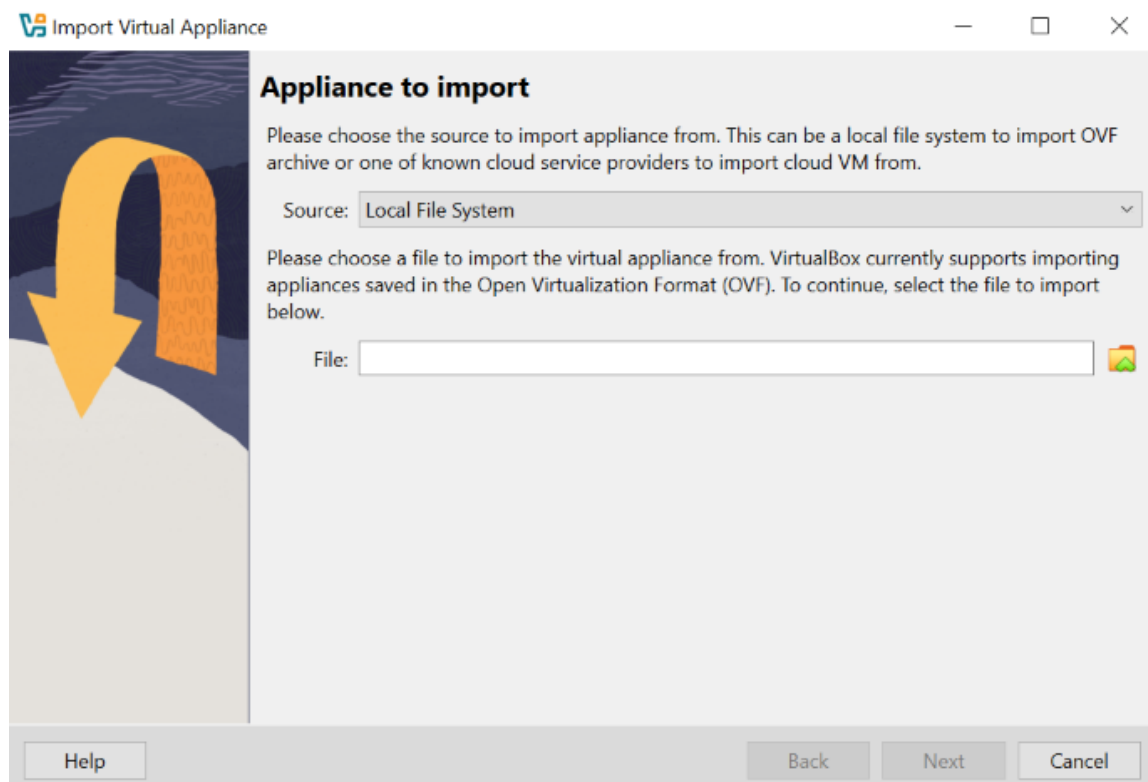 Import Virtual Appliance
Appliance to import
Please choose the source to import appliance from. This can be a local file system to import OVF
archive or one of known cloud service providers to import cloud VM from.
Source: Local File System
Please choose a file to import the virtual appliance from. VirtualBox currently supports importing
appliances saved in the Open Virtualization Format (OVF). To continue, select the file to import
below.
File:
Help Back Next Cancel